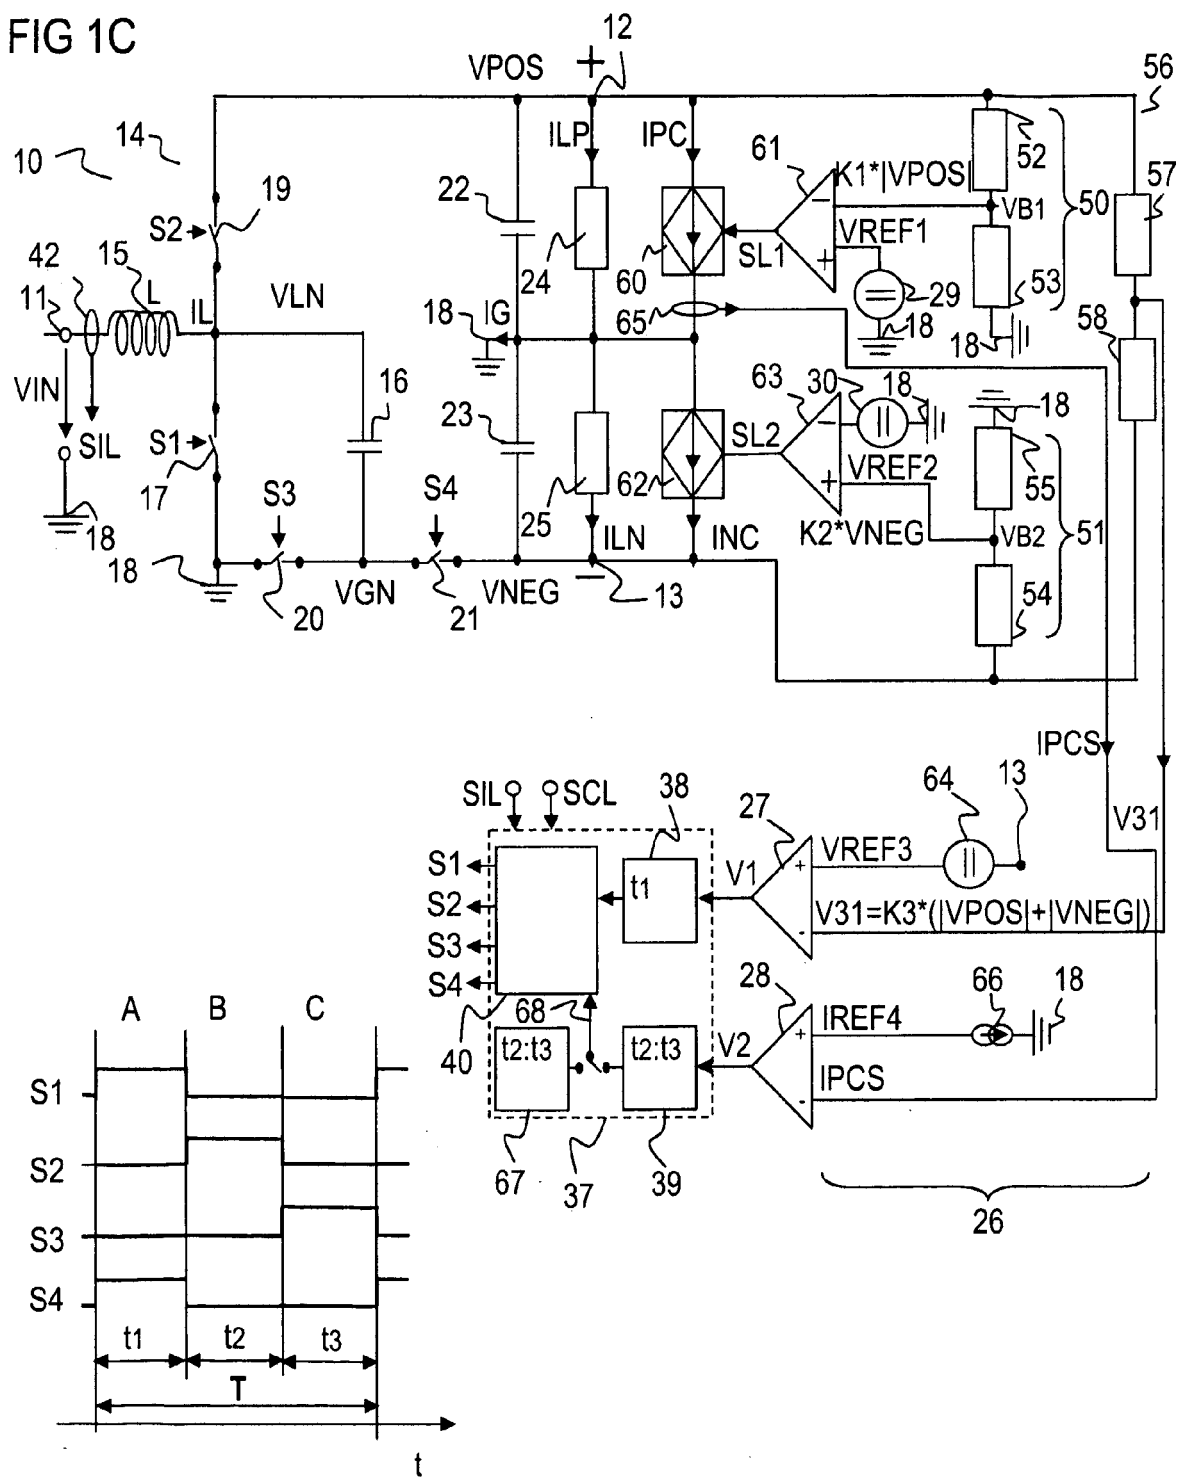 FIG 1C
12
VPOS +
56
14
10
ILP
IPC
61
K1*|VPOS|
52
50
57
19
S2
22
24
60
SL1
VREF1
VB1
42
15
L
11
IL
VLN
53
29
IG
18
65
18
18
58
VIN
SIL
S1
17
16
23
25
62
SL2
63
30
18
18
VREF2
55
51
S3
S4
K2*VNEG
VB2
18
18
ILN
INC
54
20
VGN
21
VNEG
−
13
IPCS
SIL
SCL
38
27
64
13
V31
S1
S2
S3
S4
t1
V1
+
VREF3
-
V31=K3*(|VPOS|+|VNEG|)
68
28
66
18
40
t2:t3
t2:t3
V2
+
IREF4
-
IPCS
67
37
39
26
A
B
C
S1
S2
S3
S4
t1
t2
t3
T
t